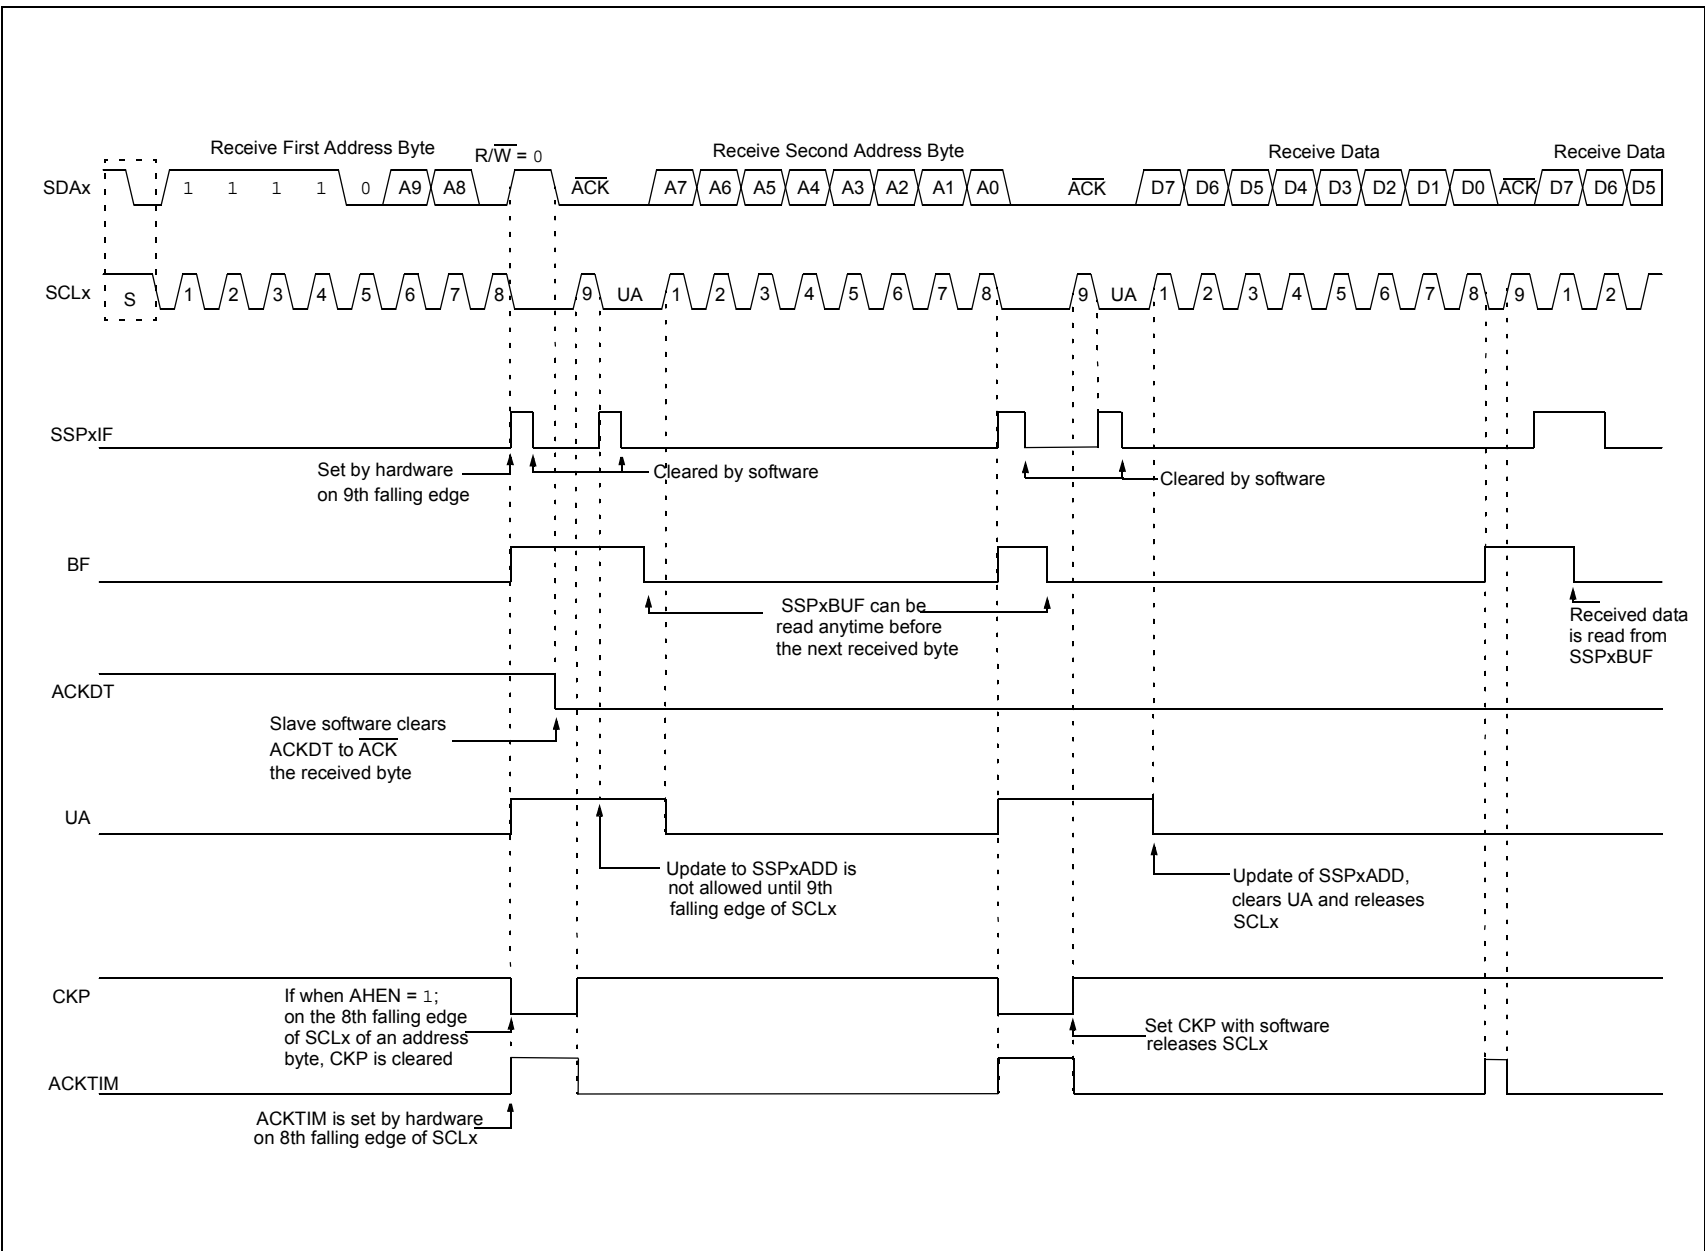 Receive First Address Byte
R/W = 0
Receive Second Address Byte
Receive Data
Receive Data
SDAx
1 1 1 1 0 A9 A8
ACK
A7 A6 A5 A4 A3 A2 A1 A0
ACK
D7 D6 D5 D4 D3 D2 D1 D0 ACK D7 D6 D5
SCLx
S 1 2 3 4 5 6 7 8 9 UA 1 2 3 4 5 6 7 8 9 UA 1 2 3 4 5 6 7 8 9 1 2
SSPxIF
Set by hardware
on 9th falling edge
Cleared by software
Cleared by software
BF
SSPxBUF can be
read anytime before
the next received byte
Received data
is read from
SSPxBUF
ACKDT
Slave software clears
ACKDT to ACK
the received byte
UA
Update to SSPxADD is
not allowed until 9th
falling edge of SCLx
Update of SSPxADD,
clears UA and releases
SCLx
CKP
If when AHEN = 1;
on the 8th falling edge
of SCLx of an address
byte, CKP is cleared
Set CKP with software
releases SCLx
ACKTIM
ACKTIM is set by hardware
on 8th falling edge of SCLx